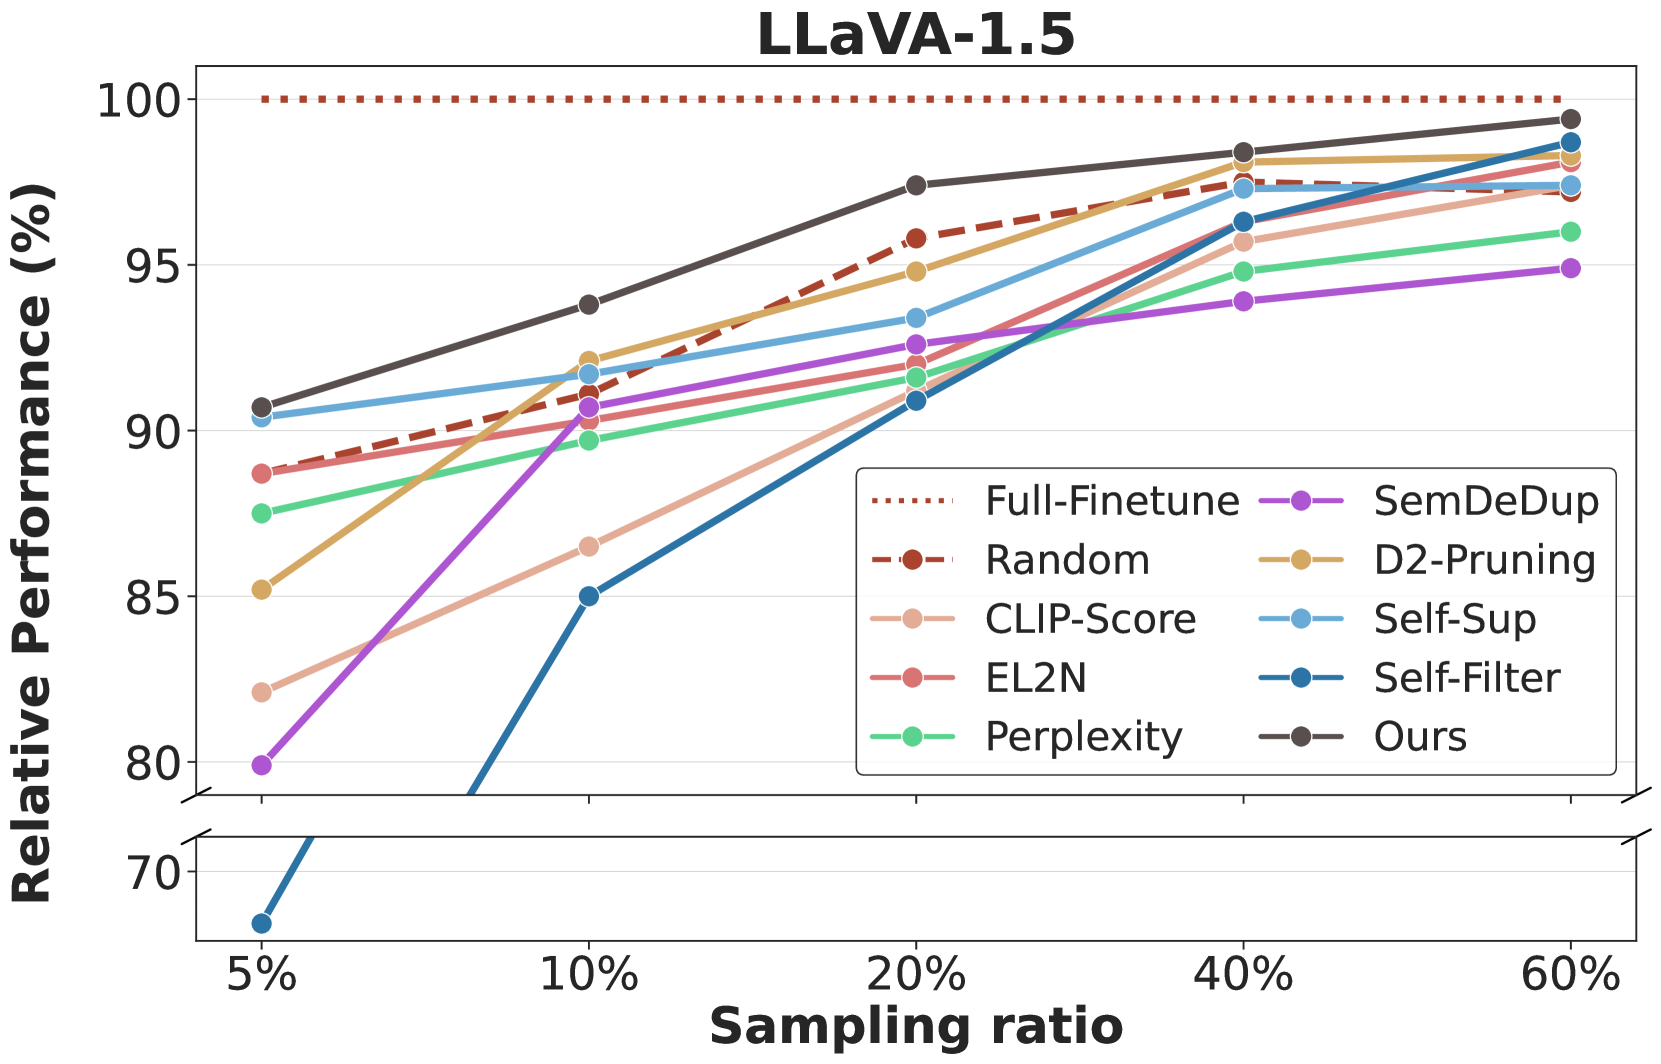 LLaVA-1.5
Relative Performance (%)
100
95
90
85
80
70
Full-Finetune
Random
CLIP-Score
EL2N
Perplexity
SemDeDup
D2-Pruning
Self-Sup
Self-Filter
Ours
5%
10%
20%
40%
60%
Sampling ratio